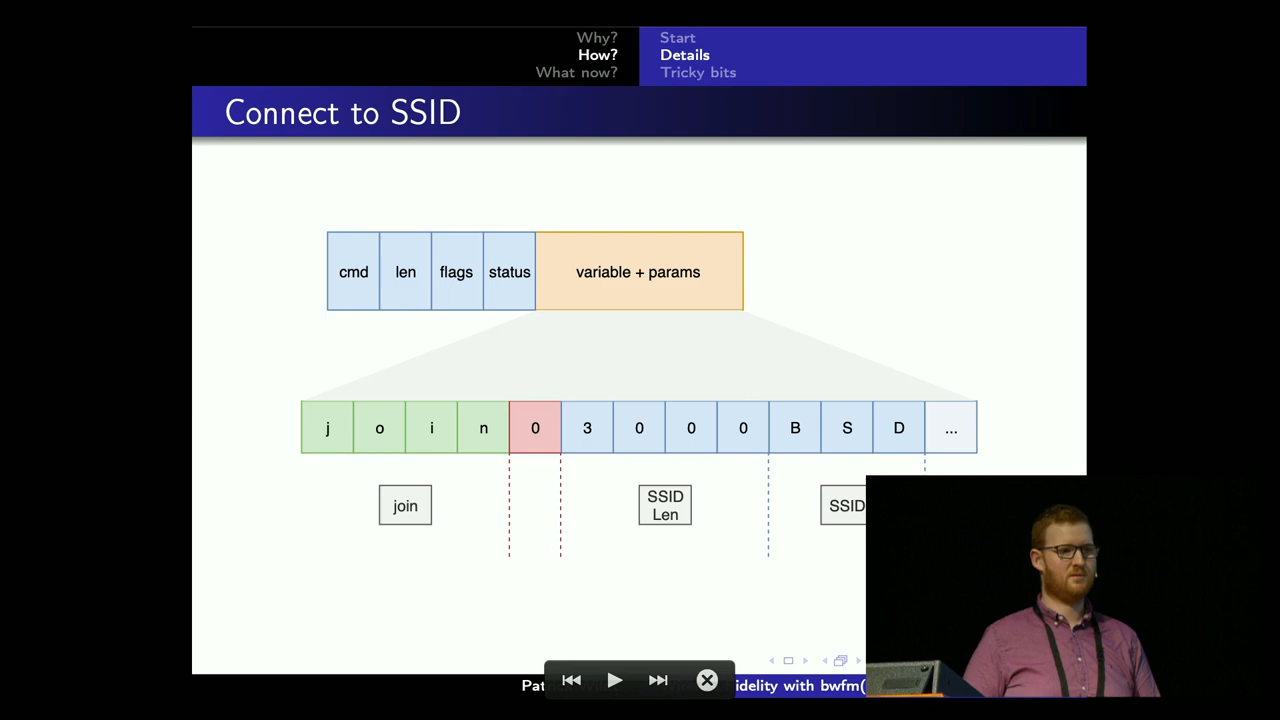 Why?
How?
What now?
Start
Details
Tricky bits
Connect to SSID
cmd len flags status variable + params
j o i n 0 3 0 0 0 B S D ...
join
SSID
Len
SSID
idelity with bwfm(